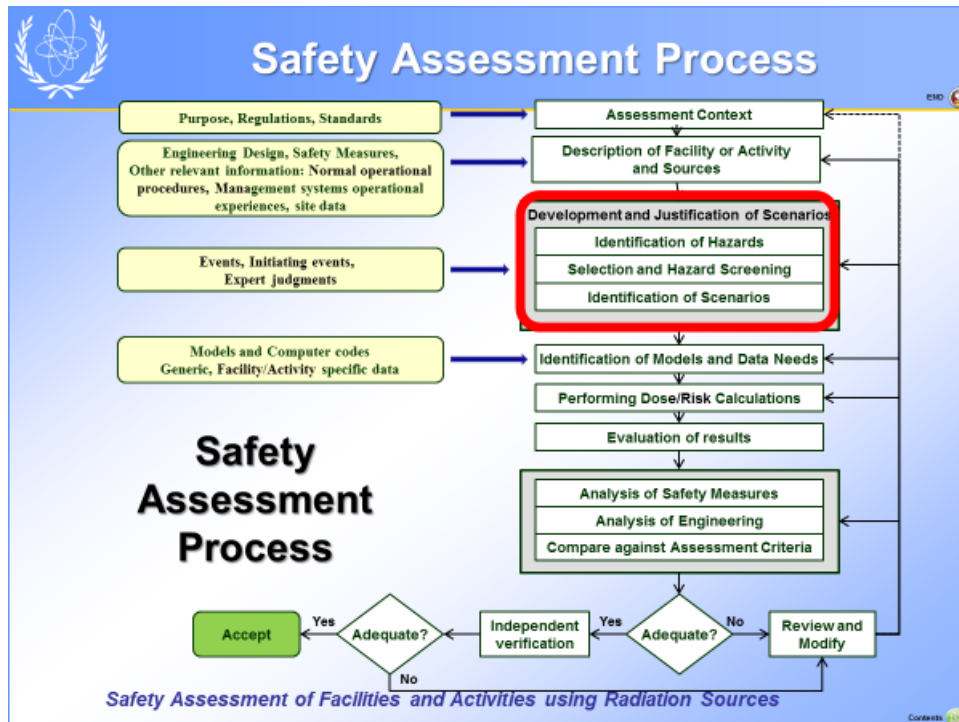 Safety Assessment Process
END
Purpose, Regulations, Standards
Assessment Context
Engineering Design, Safety Measures,
Other relevant information: Normal operational
procedures, Management systems operational
experiences, site data
Description of Facility or Activity
and Sources
Development and Justification of Scenarios
Identification of Hazards
Selection and Hazard Screening
Identification of Scenarios
Events, Initiating events,
Expert judgments
Models and Computer codes
Generic, Facility/Activity specific data
Identification of Models and Data Needs
Performing Dose/Risk Calculations
Evaluation of results
Safety
Assessment
Process
Analysis of Safety Measures
Analysis of Engineering
Compare against Assessment Criteria
Accept
Yes
Adequate?
Independent
verification
Yes
Adequate?
No
Review and
Modify
No
Safety Assessment of Facilities and Activities using Radiation Sources
Contents